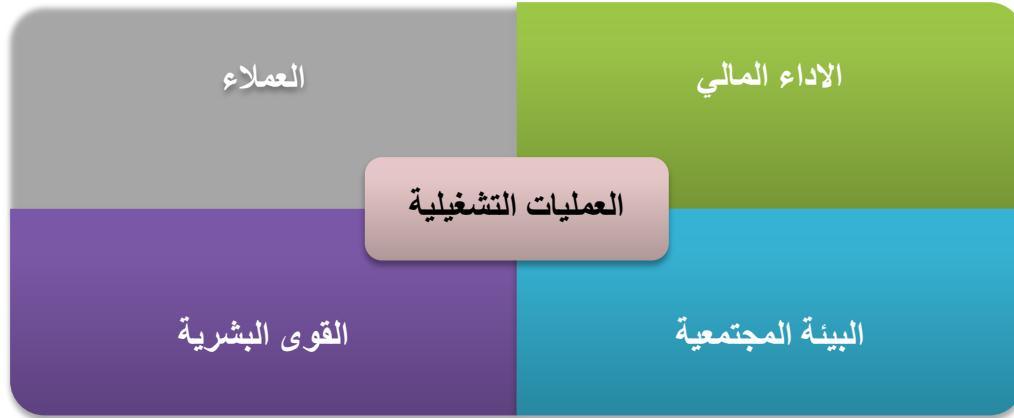 الاداء المالي
العملاء
العمليات التشغيلية
البيئة المجتمعية
القوى البشرية